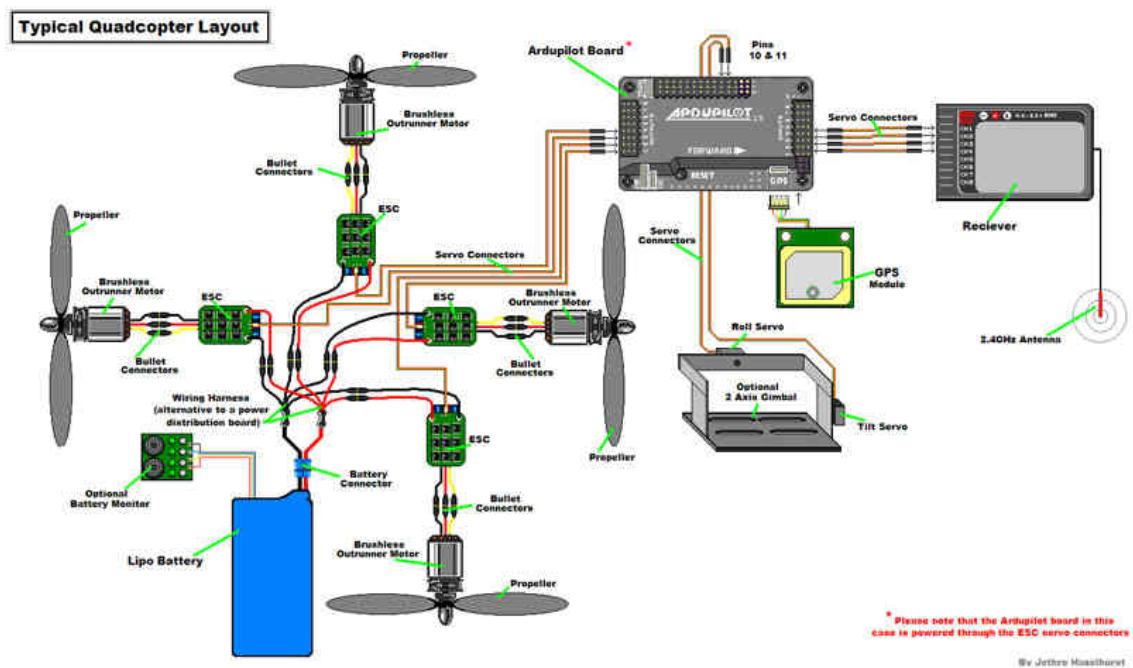 Typical Quadcopter Layout
Propeller
Ardupilot Board *
Pins
10 & 11
Brushless
Outrunner Motor
ARDUPILOT
Servo Connectors
FORWARD
RESET
GPS
Bullet
Connectors
ESC
Reciever
Propeller
Servo Connectors
Servo
Connectors
GPS
Module
Brushless
Outrunner Motor
ESC
ESC
Brushless
Outrunner Motor
2.4GHz Antenna
Roll Servo
Bullet
Connectors
Bullet
Connectors
Optional
2 Axis Gimbal
Wiring Harness
(alternative to a power
distribution board)
Tilt Servo
ESC
Propeller
Optional
Battery Monitor
Battery
Connector
Bullet
Connectors
Lipo Battery
Brushless
Outrunner Motor
Propeller
* Please note that the Ardupilot board in this
case is powered through the ESC servo connectors
By Jethro